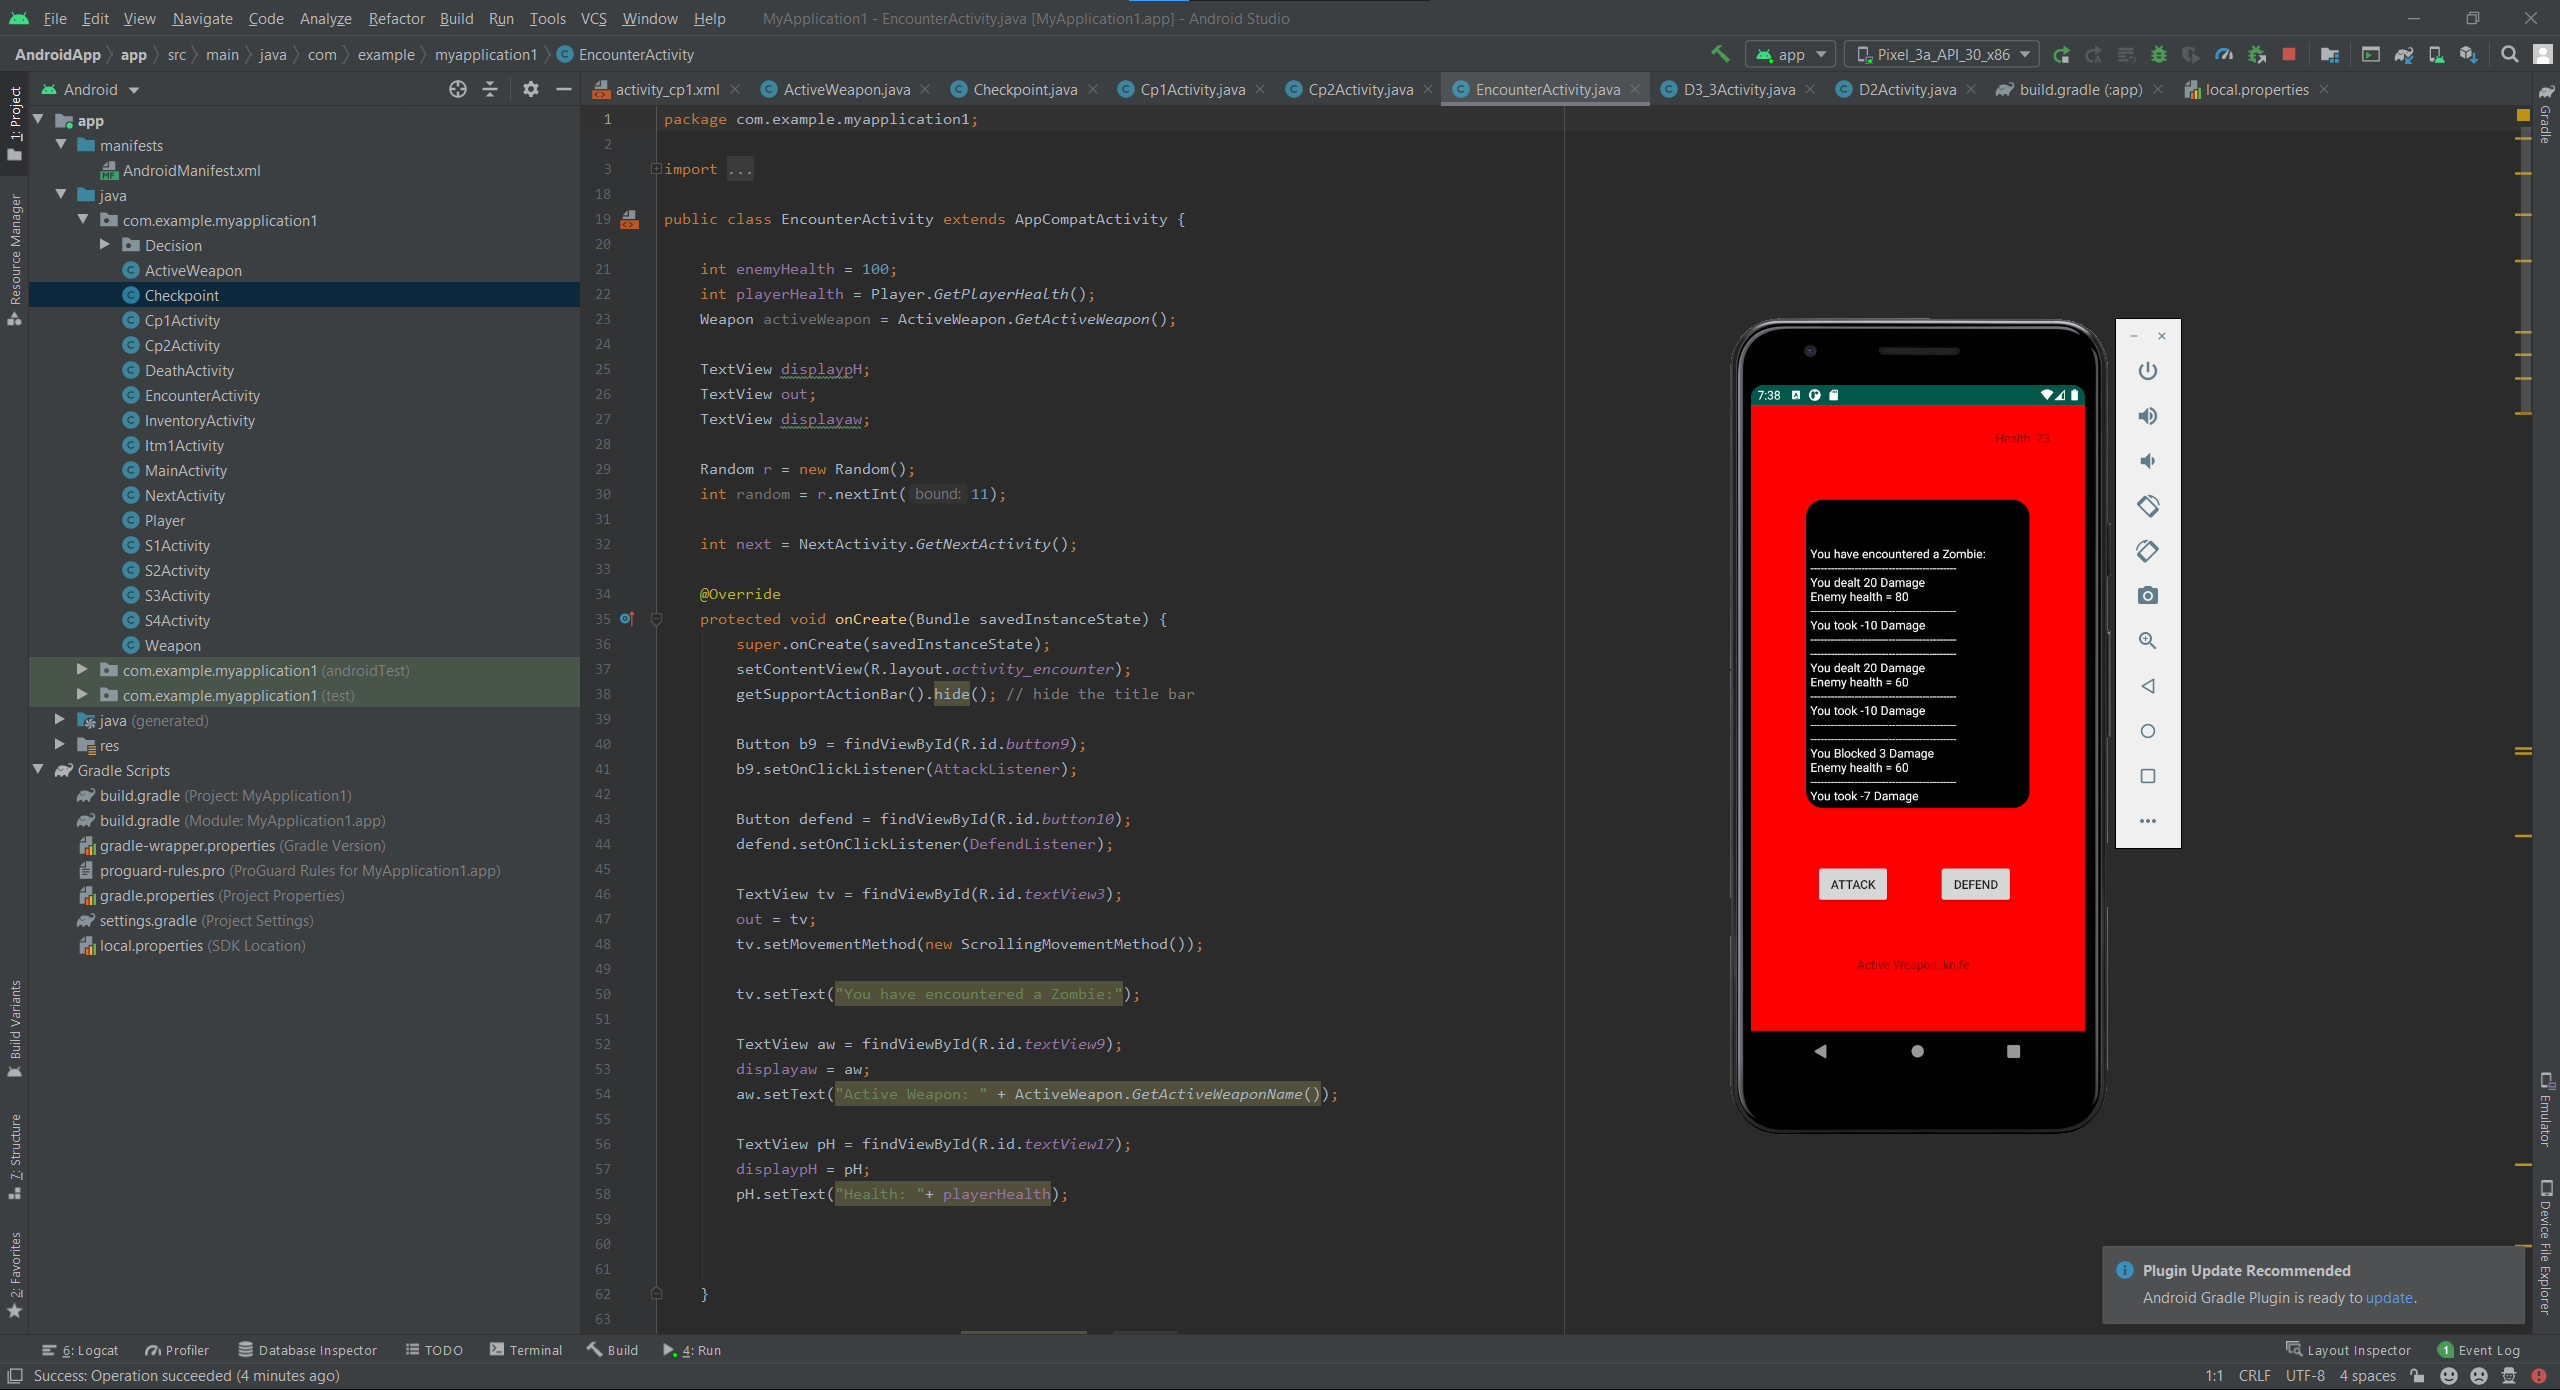 File Edit View Navigate Code Analyze Refactor Build Run Tools VCS Window Help MyApplication1 - EncounterActivity.java [MyApplication1.app] - Android Studio
AndroidApp app src main java com example myapplication1 EncounterActivity app Pixel_3a_API_30_x86
Android
activity_cp1.xml ActiveWeapon.java Checkpoint.java Cp1Activity.java Cp2Activity.java EncounterActivity.java D3_3Activity.java D2Activity.java build.gradle (:app) local.properties
1: Project
Resource Manager
Build Variants
7: Structure
2: Favorites
app
manifests
AndroidManifest.xml
java
com.example.myapplication1
Decision
ActiveWeapon
Checkpoint
Cp1Activity
Cp2Activity
DeathActivity
EncounterActivity
InventoryActivity
Itm1Activity
MainActivity
NextActivity
Player
S1Activity
S2Activity
S3Activity
S4Activity
Weapon
com.example.myapplication1 (androidTest)
com.example.myapplication1 (test)
java (generated)
res
Gradle Scripts
build.gradle (Project: MyApplication1)
build.gradle (Module: MyApplication1.app)
gradle-wrapper.properties (Gradle Version)
proguard-rules.pro (ProGuard Rules for MyApplication1.app)
gradle.properties (Project Properties)
settings.gradle (Project Settings)
local.properties (SDK Location)
1 package com.example.myapplication1;
2
3 import ...
18
19 public class EncounterActivity extends AppCompatActivity {
20
21 int enemyHealth = 100;
22 int playerHealth = Player.GetPlayerHealth();
23 Weapon activeWeapon = ActiveWeapon.GetActiveWeapon();
24
25 TextView displaypH;
26 TextView out;
27 TextView displayaw;
28
29 Random r = new Random();
30 int random = r.nextInt( bound: 11);
31
32 int next = NextActivity.GetNextActivity();
33
34 @Override
35 protected void onCreate(Bundle savedInstanceState) {
36 super.onCreate(savedInstanceState);
37 setContentView(R.layout.activity_encounter);
38 getSupportActionBar().hide(); // hide the title bar
39
40 Button b9 = findViewById(R.id.button9);
41 b9.setOnClickListener(AttackListener);
42
43 Button defend = findViewById(R.id.button10);
44 defend.setOnClickListener(DefendListener);
45
46 TextView tv = findViewById(R.id.textView3);
47 out = tv;
48 tv.setMovementMethod(new ScrollingMovementMethod());
49
50 tv.setText("You have encountered a Zombie:");
51
52 TextView aw = findViewById(R.id.textView9);
53 displayaw = aw;
54 aw.setText("Active Weapon: " + ActiveWeapon.GetActiveWeaponName());
55
56 TextView pH = findViewById(R.id.textView17);
57 displaypH = pH;
58 pH.setText("Health: "+ playerHealth);
59
60
61
62 }
63
7:38
Health: 73
You have encountered a Zombie:
------------------------------------------
You dealt 20 Damage
Enemy health = 80
------------------------------------------
You took -10 Damage
------------------------------------------
------------------------------------------
You dealt 20 Damage
Enemy health = 60
------------------------------------------
You took -10 Damage
------------------------------------------
------------------------------------------
You Blocked 3 Damage
Enemy health = 60
------------------------------------------
You took -7 Damage
ATTACK DEFEND
Active Weapon: knife
Gradle
Emulator
Device File Explorer
Plugin Update Recommended
Android Gradle Plugin is ready to update.
6: Logcat Profiler Database Inspector TODO Terminal Build 4: Run Layout Inspector 1 Event Log
Success: Operation succeeded (4 minutes ago) 1:1 CRLF UTF-8 4 spaces